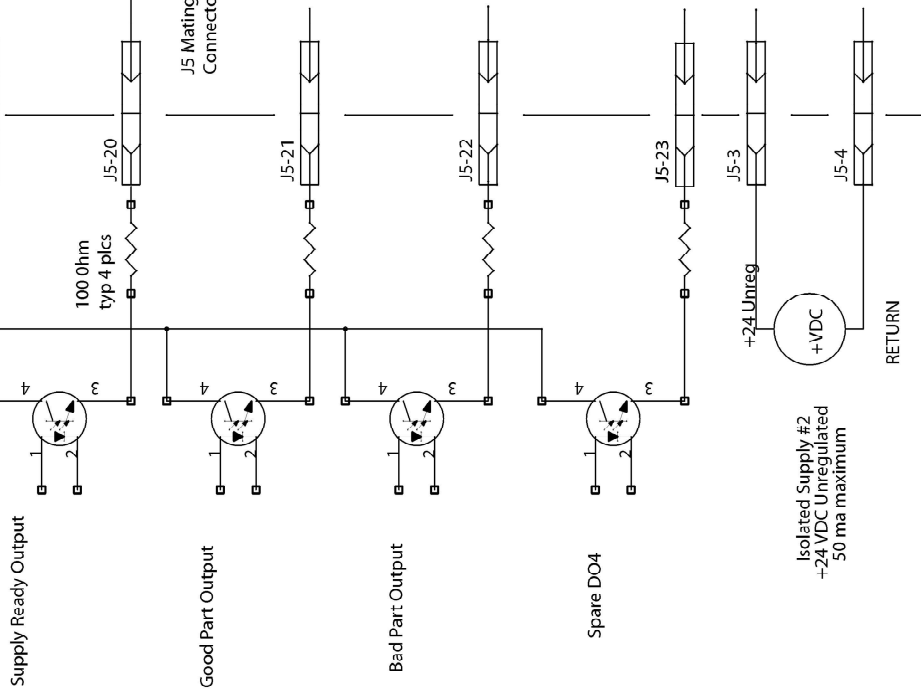 J5 Mating
Connecto
J5-20
J5-21
J5-22
J5-23
J5-3
J5-4
100 0hm
typ 4 plcs
+24 Unreg
+VDC
RETURN
4
3
1
2
4
3
1
2
4
3
1
2
4
3
1
2
Supply Ready Output
Good Part Output
Bad Part Output
Spare DO4
Isolated Supply #2
+24 VDC Unregulated
50 ma maximum